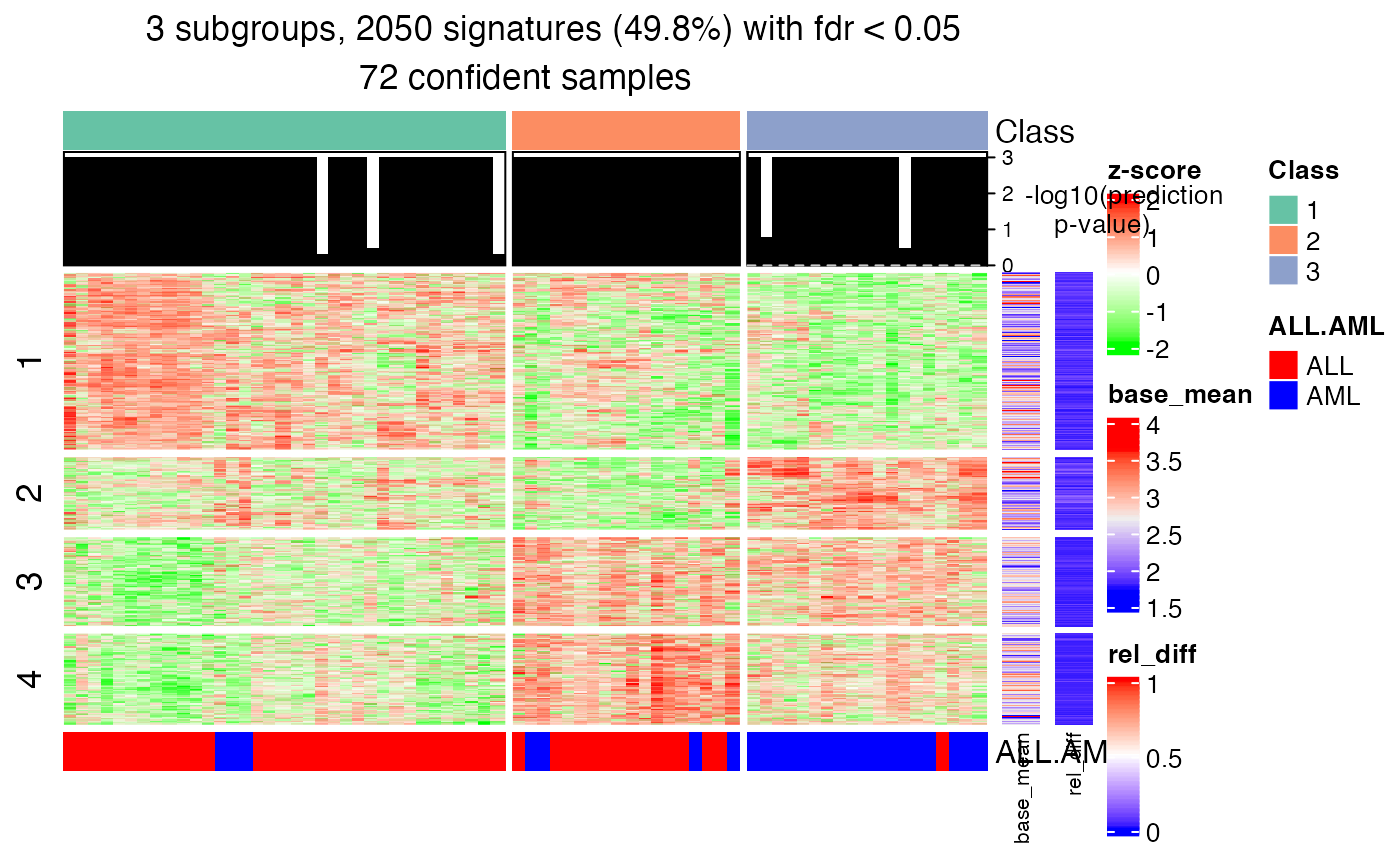 3 subgroups, 2050 signatures (49.8%) with fdr < 0.05
72 confident samples
Class
3
2
1
0
-log10(prediction
p-value)
1
2
3
4
ALL.AM
base_mean
rel_diff
z-score
2
1
0
-1
-2
base_mean
4
3.5
3
2.5
2
1.5
rel_diff
1
0.5
0
Class
1
2
3
ALL.AML
ALL
AML